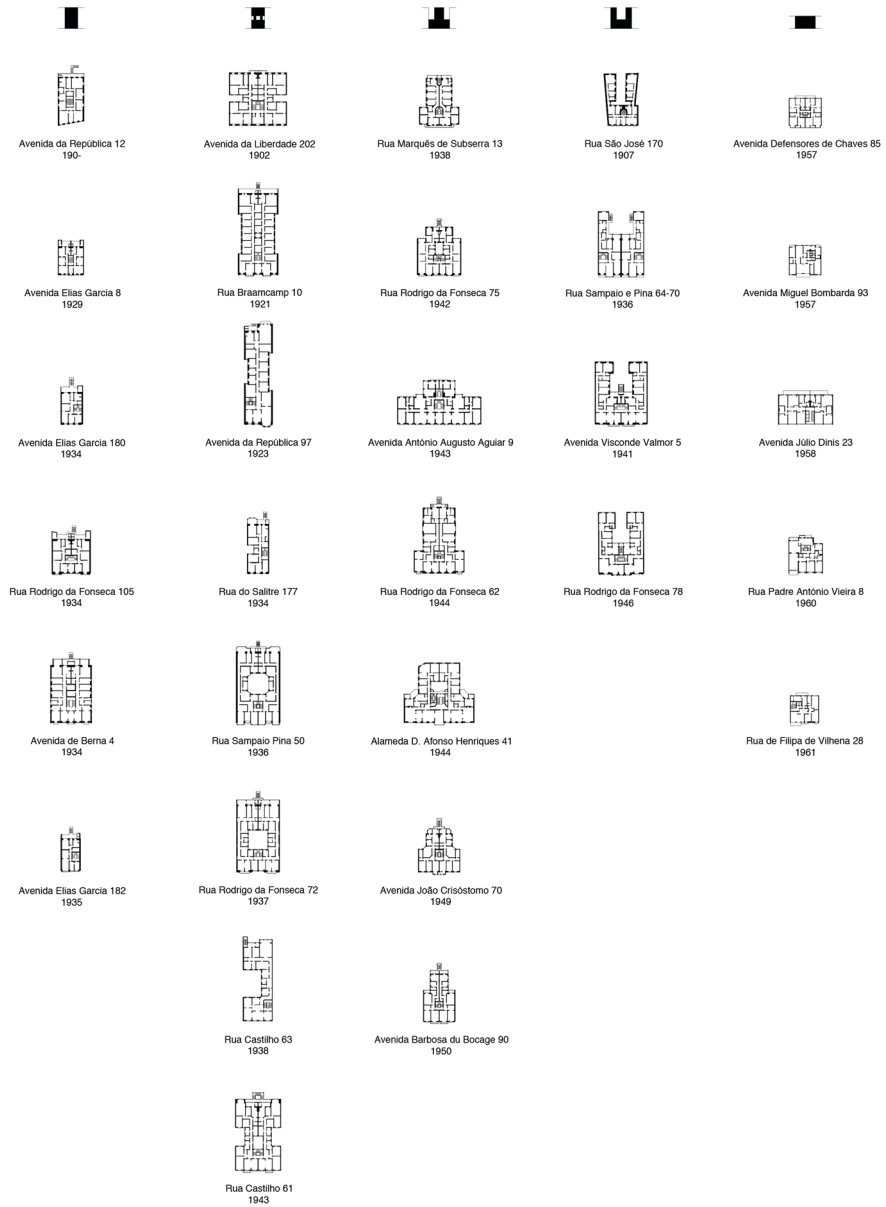 Avenida da República 12
190-
Avenida da Liberdade 202
1902
Rua Marquês de Subserra 13
1938
Rua São José 170
1907
Avenida Defensores de Chaves 85
1957
Avenida Elias Garcia 8
1929
Rua Braamcamp 10
1921
Rua Rodrigo da Fonseca 75
1942
Rua Sampaio e Pina 64-70
1936
Avenida Miguel Bombarda 93
1957
Avenida Elias Garcia 180
1934
Avenida da República 97
1923
Avenida António Augusto Aguiar 9
1943
Avenida Visconde Valmor 5
1941
Avenida Júlio Dinis 23
1958
Rua Rodrigo da Fonseca 105
1934
Rua do Salitre 177
1934
Rua Rodrigo da Fonseca 62
1944
Rua Rodrigo da Fonseca 78
1946
Rua Padre António Vieira 8
1960
Avenida de Berna 4
1934
Rua Sampaio Pina 50
1936
Alameda D. Afonso Henriques 41
1944
Rua de Filipa de Vilhena 28
1961
Avenida Elias Garcia 182
1935
Rua Rodrigo da Fonseca 72
1937
Avenida João Crisóstomo 70
1949
Rua Castilho 63
1938
Avenida Barbosa du Bocage 90
1950
Rua Castilho 61
1943